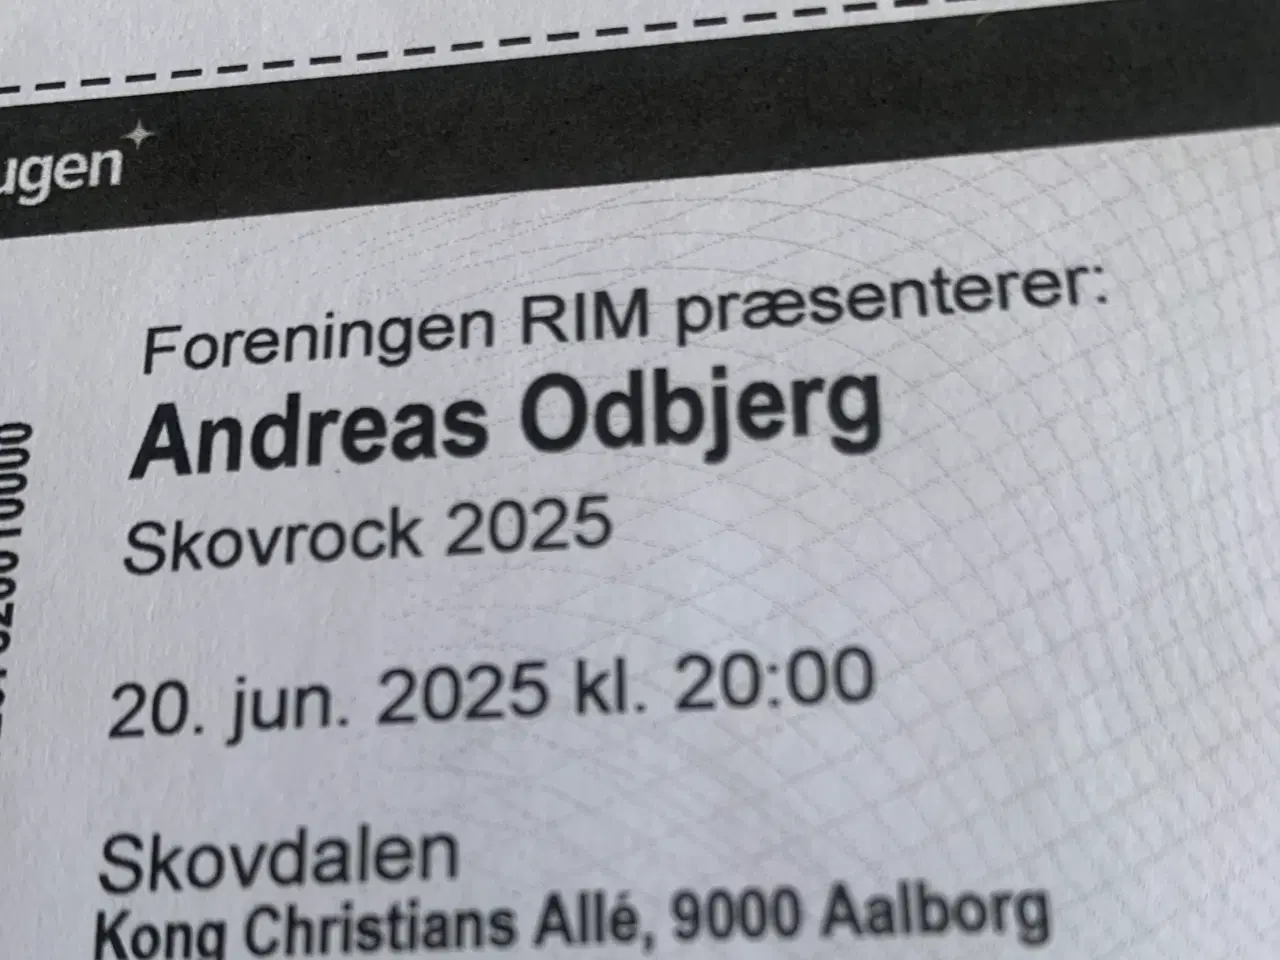 Foreningen RIM præsenterer:
Andreas Odbjerg
Skovrock 2025
20. jun. 2025 kl. 20:00
Skovdalen
Kong Christians Allé, 9000 Aalborg